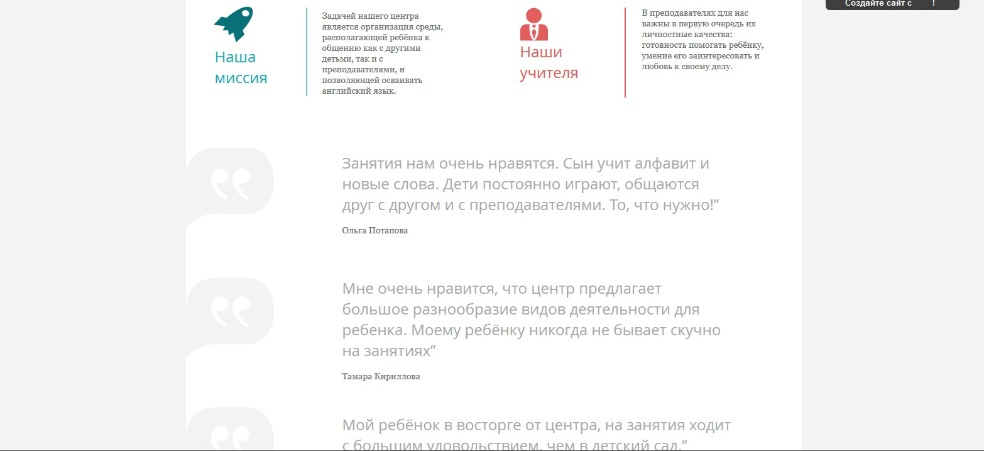 Создайте сайт с !
Наша
миссия
Задачей нашего центра
является организация среды,
располагающей ребёнка к
общению как с другими
детьми, так и с
преподавателями, и
позволяющей осваивать
английский язык.
Наши
учителя
В преподавателях для нас
важны в первую очередь их
личностные качества:
готовность помогать ребёнку,
умение его заинтересовать и
любовь к своему делу.
Занятия нам очень нравятся. Сын учит алфавит и
новые слова. Дети постоянно играют, общаются
друг с другом и с преподавателями. То, что нужно!”
Ольга Потапова
Мне очень нравится, что центр предлагает
большое разнообразие видов деятельности для
ребенка. Моему ребёнку никогда не бывает скучно
на занятиях”
Тамара Кириллова
Мой ребёнок в восторге от центра, на занятия ходит
с большим удовольствием, чем в детский сад.”